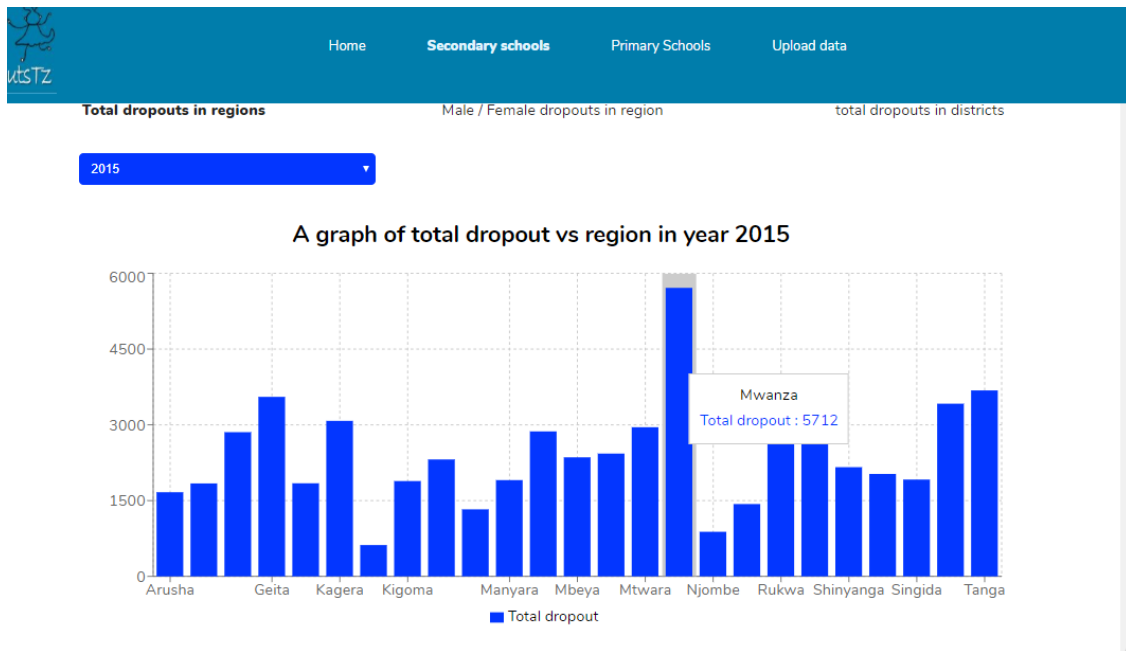 utsTz
Home Secondary schools Primary Schools Upload data
Total dropouts in regions Male / Female dropouts in region total dropouts in districts
2015
A graph of total dropout vs region in year 2015
6000
4500
3000
1500
0
Mwanza
Total dropout : 5712
Arusha Geita Kagera Kigoma Manyara Mbeya Mtwara Njombe Rukwa Shinyanga Singida Tanga
Total dropout